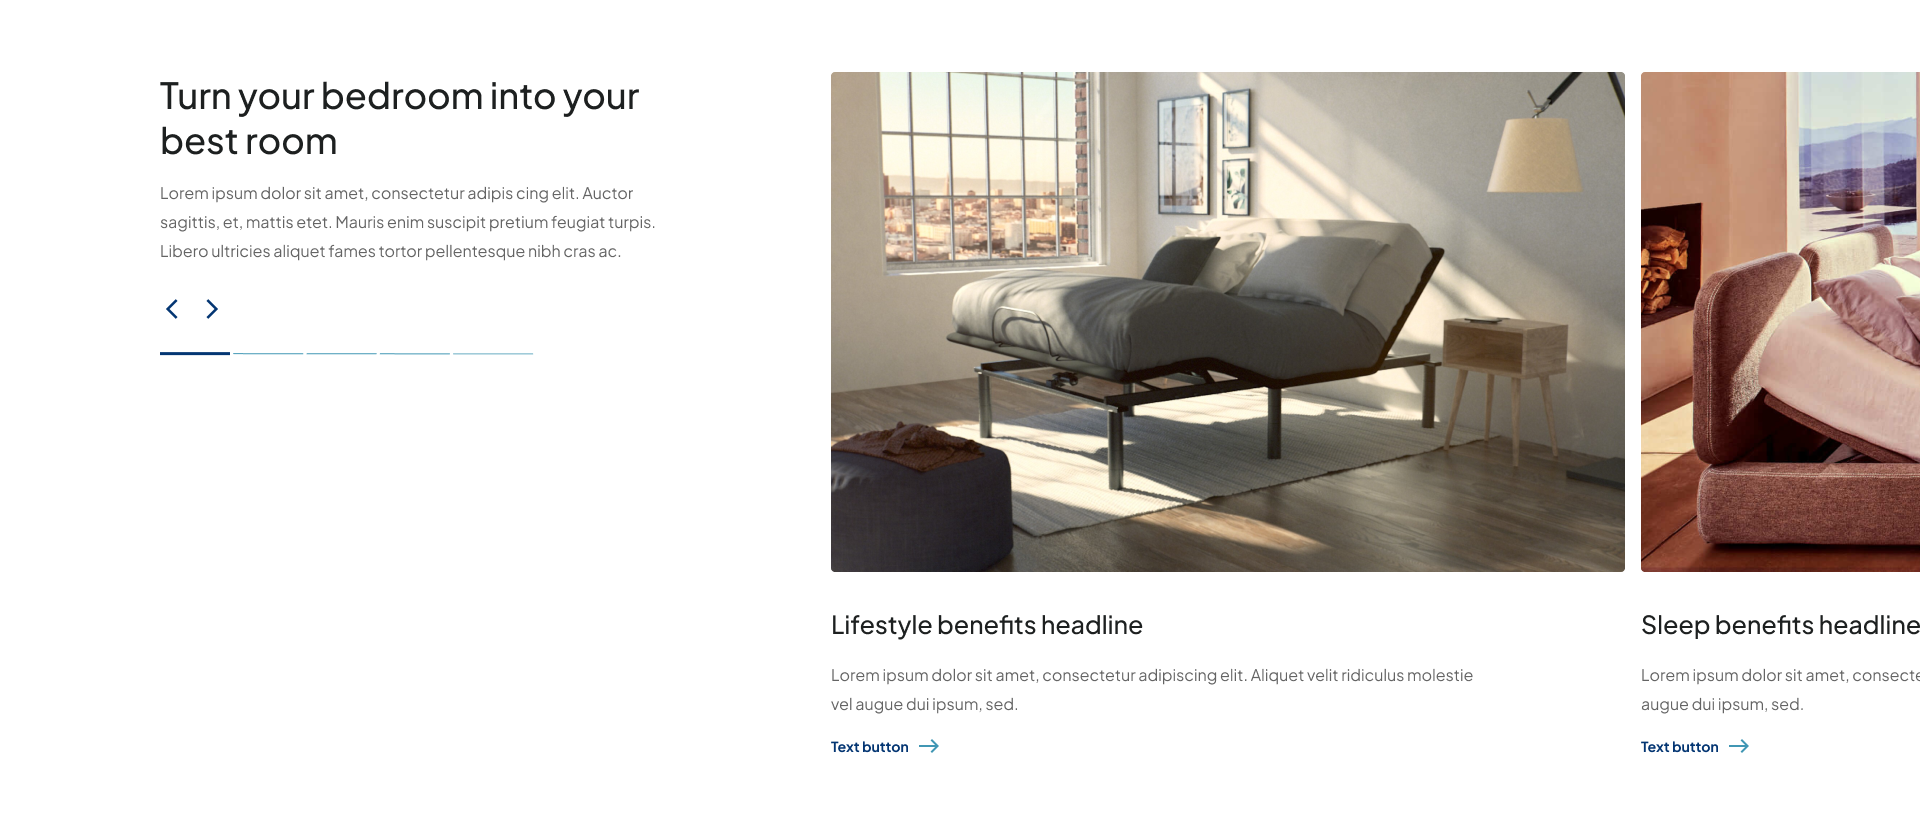 Turn your bedroom into your
best room
Lorem ipsum dolor sit amet, consectetur adipis cing elit. Auctor
sagittis, et, mattis etet. Mauris enim suscipit pretium feugiat turpis.
Libero ultricies aliquet fames tortor pellentesque nibh cras ac.
Lifestyle benefits headline
Lorem ipsum dolor sit amet, consectetur adipiscing elit. Aliquet velit ridiculus molestie
vel augue dui ipsum, sed.
Text button
Sleep benefits headline
Lorem ipsum dolor sit amet,
augue dui ipsum, sed.
Text button